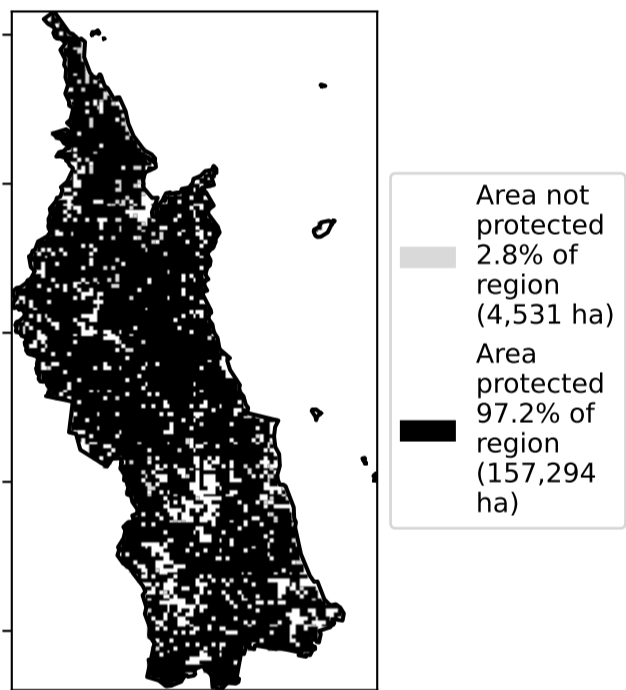 Area not
protected
2.8% of
region
(4,531 ha)
Area
protected
97.2% of
region
(157,294
ha)